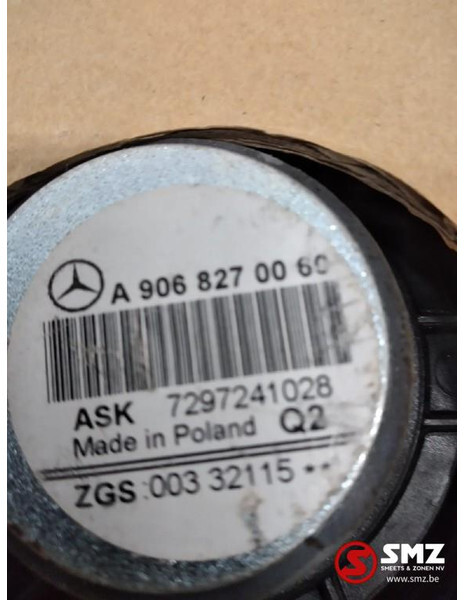 A 906 827 00 60
ASK 7297241028
Made in Poland Q2
ZGS:003 32115 **
SMZ
SHEETS & ZONEN NV
www.smz.be